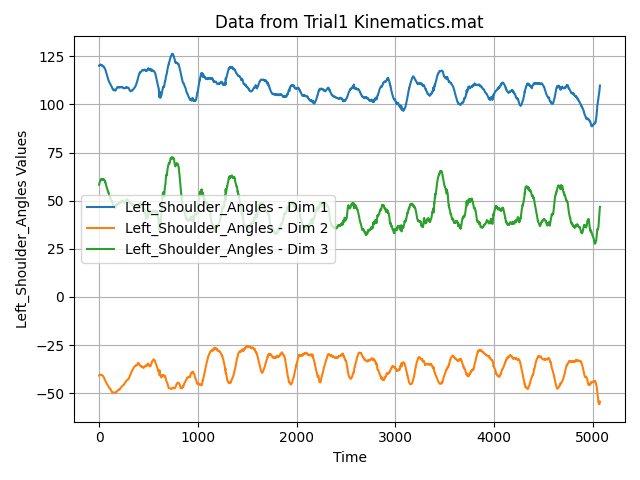 Data from Trial1 Kinematics.mat
Left_Shoulder_Angles Values
125
100
75
50
25
0
−25
−50
Left_Shoulder_Angles - Dim 1
Left_Shoulder_Angles - Dim 2
Left_Shoulder_Angles - Dim 3
0 1000 2000 3000 4000 5000
Time